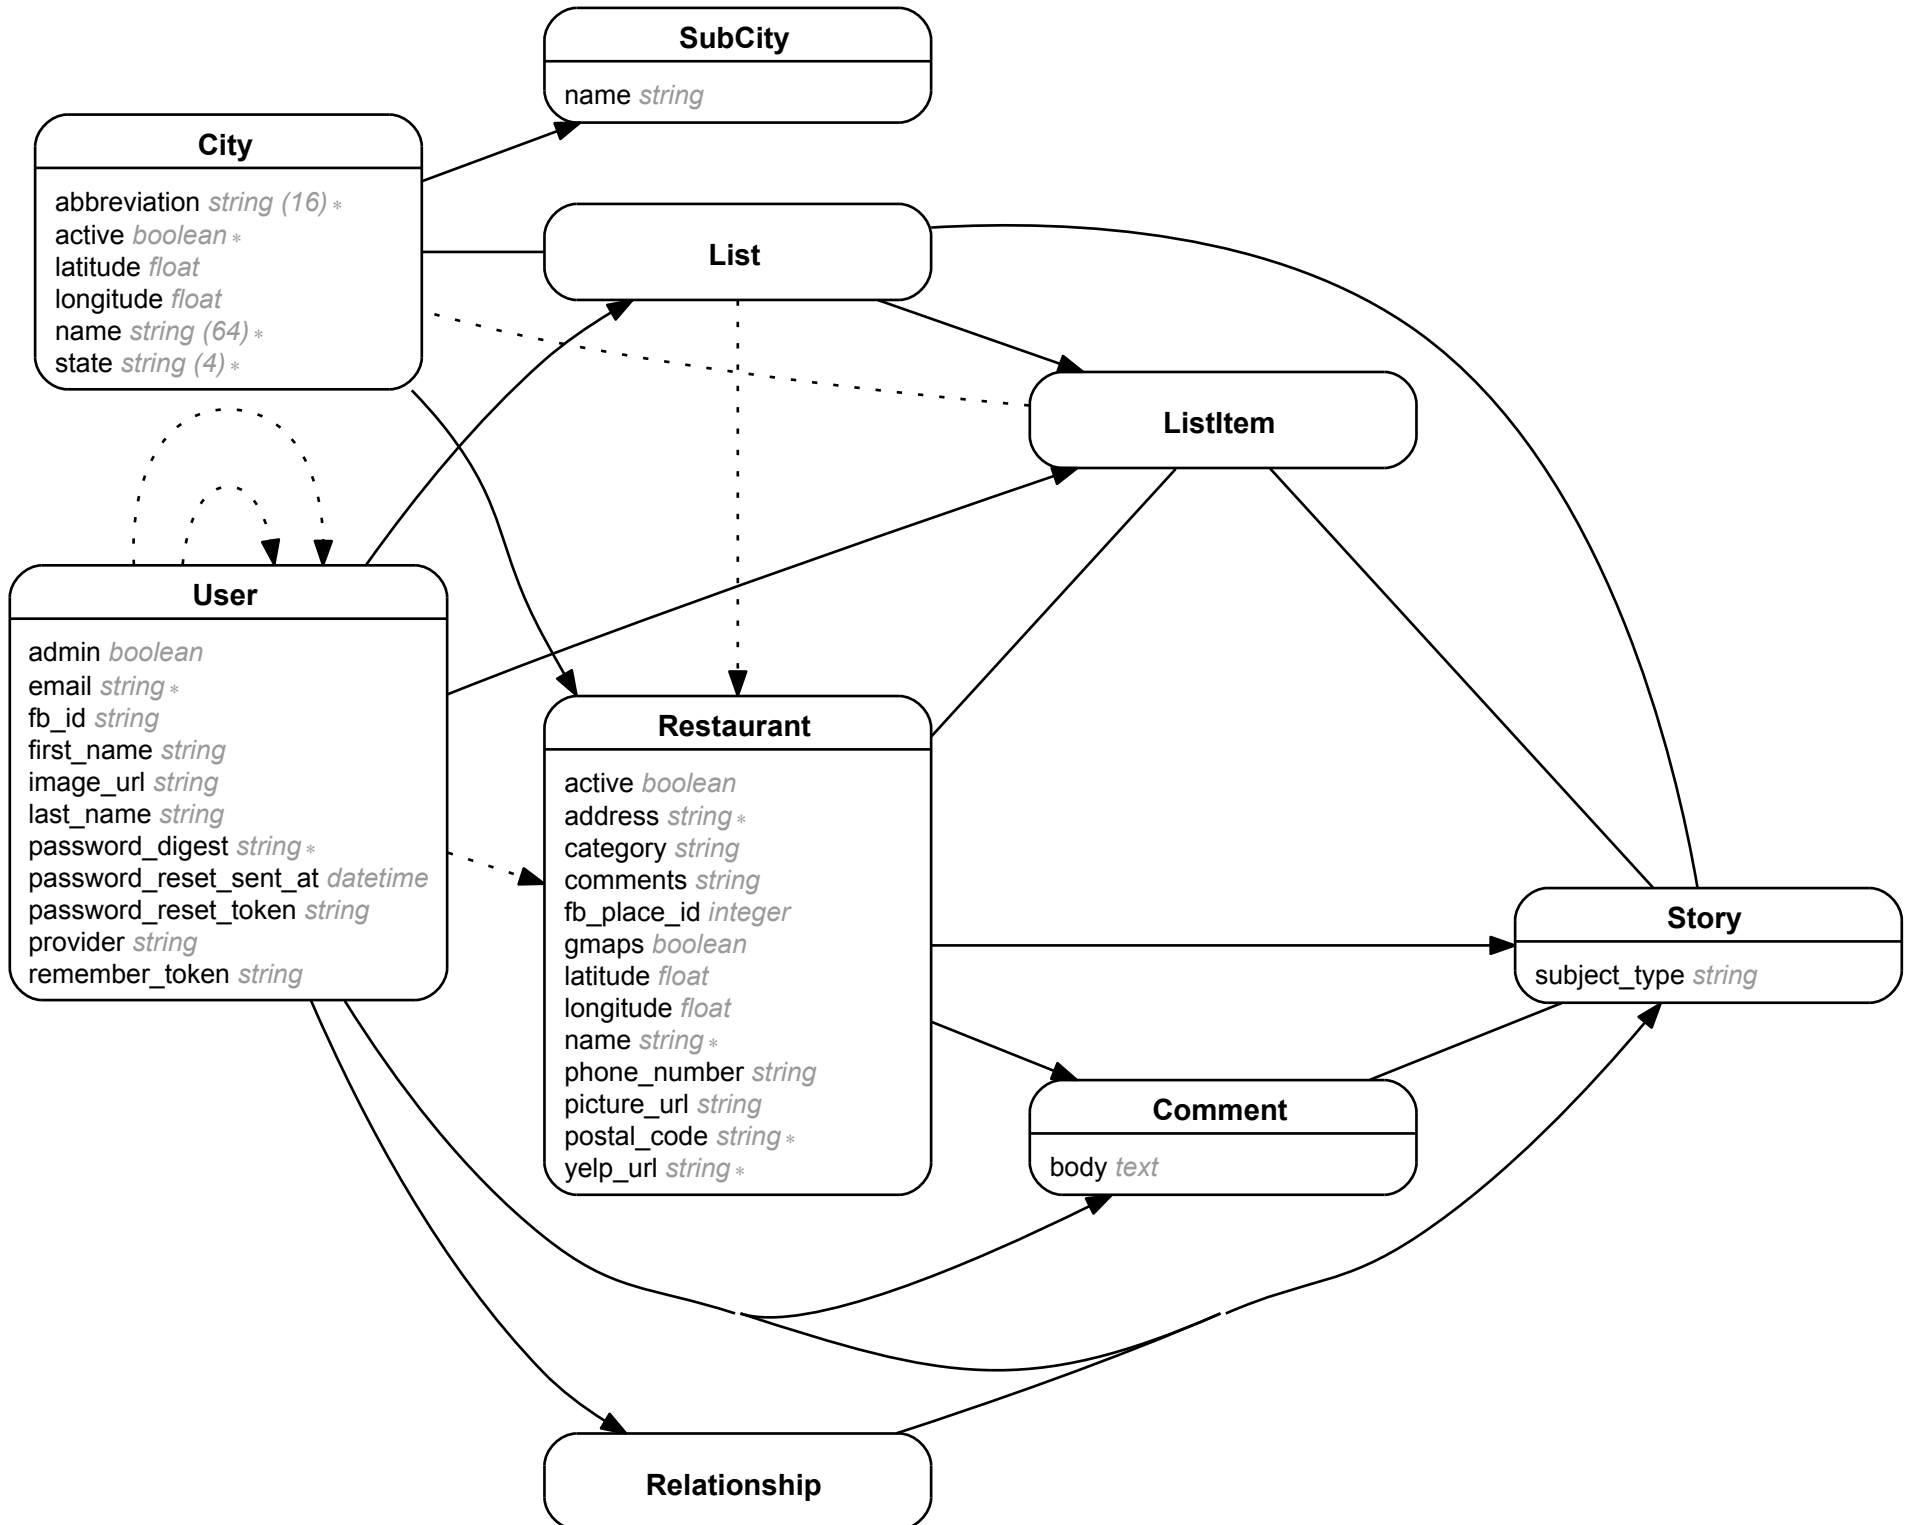 SubCity
name string
City
abbreviation string (16) *
active boolean *
latitude float
longitude float
name string (64) *
state string (4) *
List
ListItem
User
admin boolean
email string *
fb_id string
first_name string
image_url string
last_name string
password_digest string *
password_reset_sent_at datetime
password_reset_token string
provider string
remember_token string
Restaurant
active boolean
address string *
category string
comments string
fb_place_id integer
gmaps boolean
latitude float
longitude float
name string *
phone_number string
picture_url string
postal_code string *
yelp_url string *
Story
subject_type string
Comment
body text
Relationship